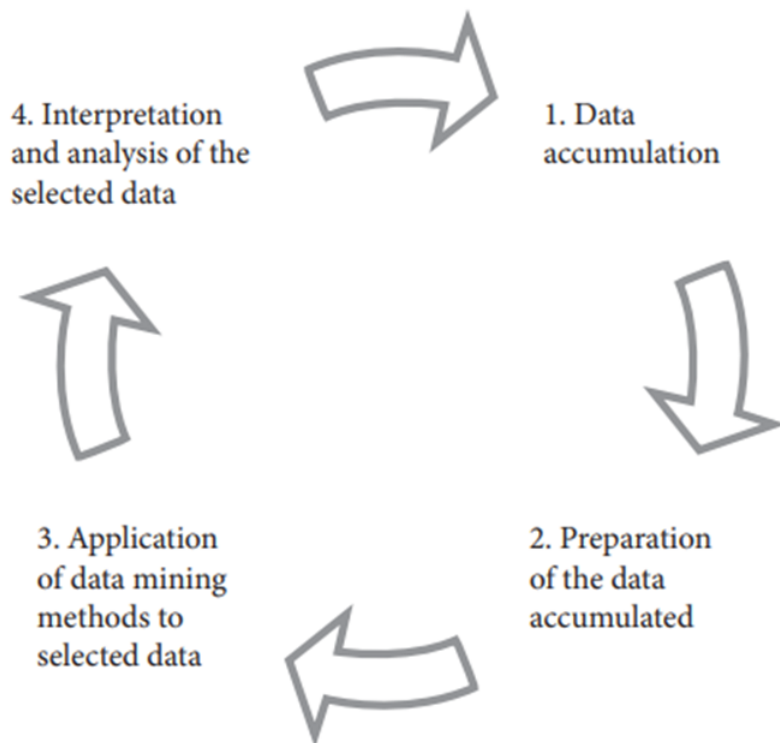 1. Data
accumulation
2. Preparation
of the data
accumulated
3. Application
of data mining
methods to
selected data
4. Interpretation
and analysis of the
selected data